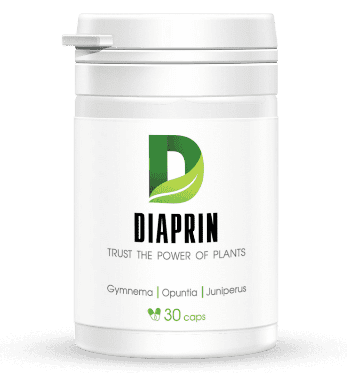 D
DIAPRIN
TRUST THE POWER OF PLANTS
Gymnema | Opuntia | Juniperus
30 caps